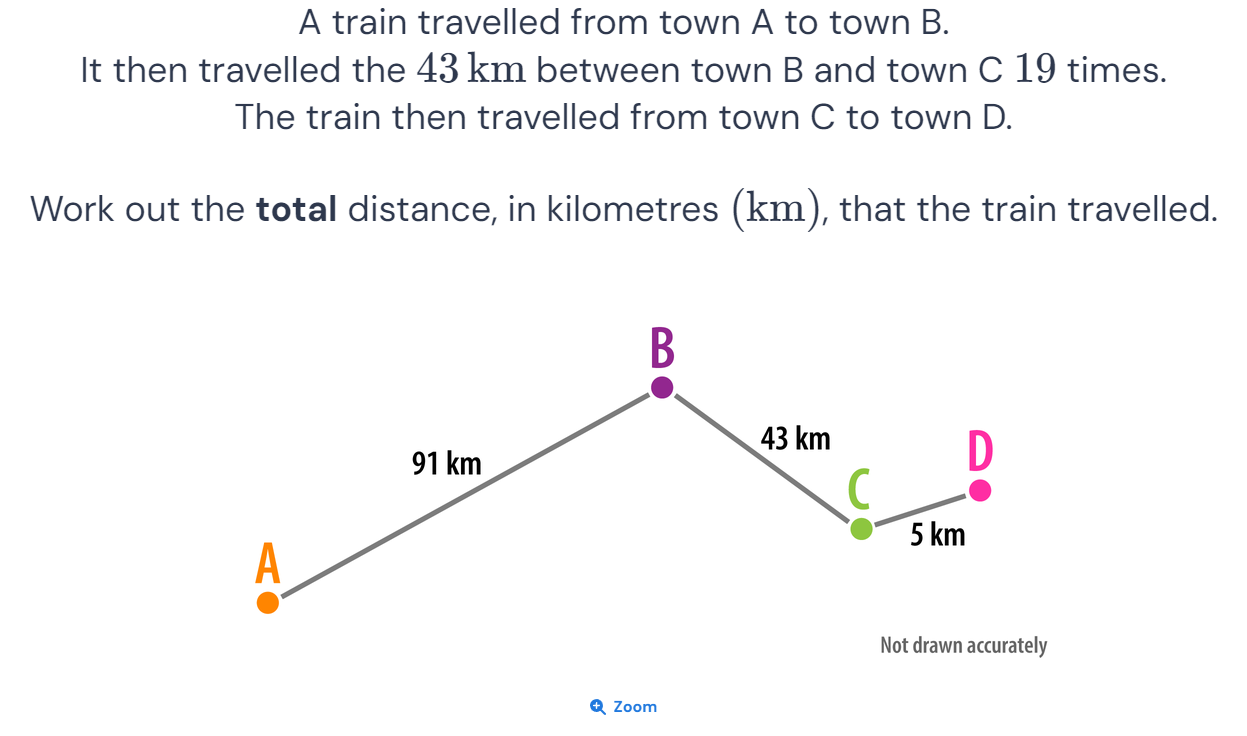 A train travelled from town A to town B.
It then travelled the 43 km between town B and town C 19 times.
The train then travelled from town C to town D.
Work out the total distance, in kilometres (km), that the train travelled.
B
91 km
43 km
D
C
5 km
A
Not drawn accurately
Zoom